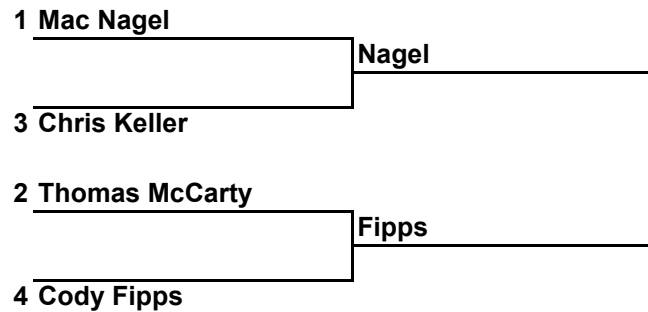 1 Mac Nagel
Nagel
3 Chris Keller
2 Thomas McCarty
Fipps
4 Cody Fipps